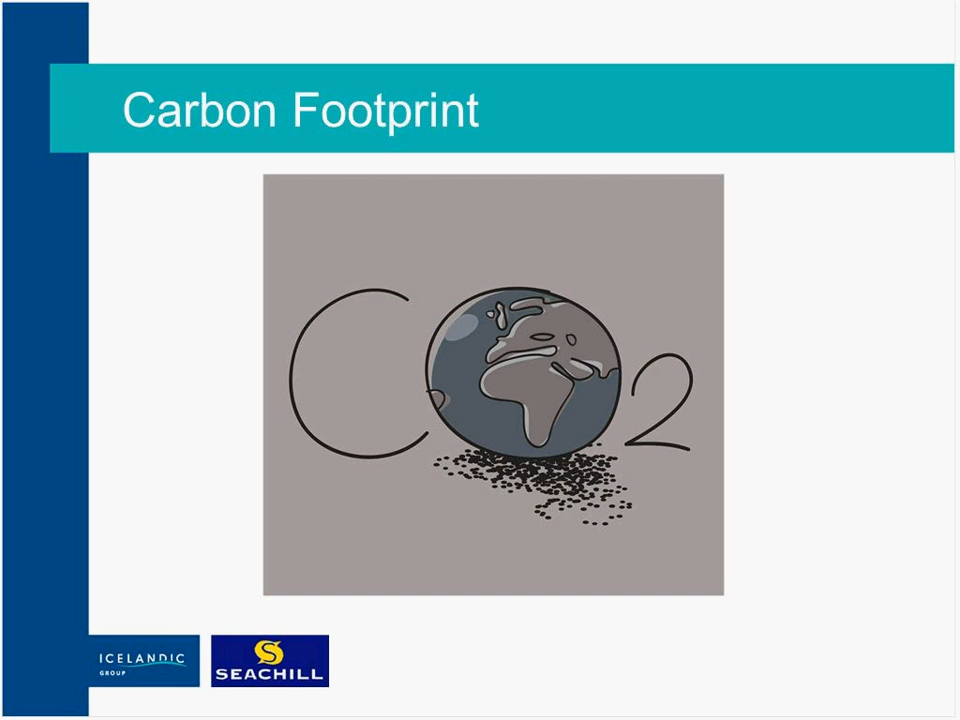 Carbon Footprint
CO2
ICELANDIC
GROUP
SEACHILL